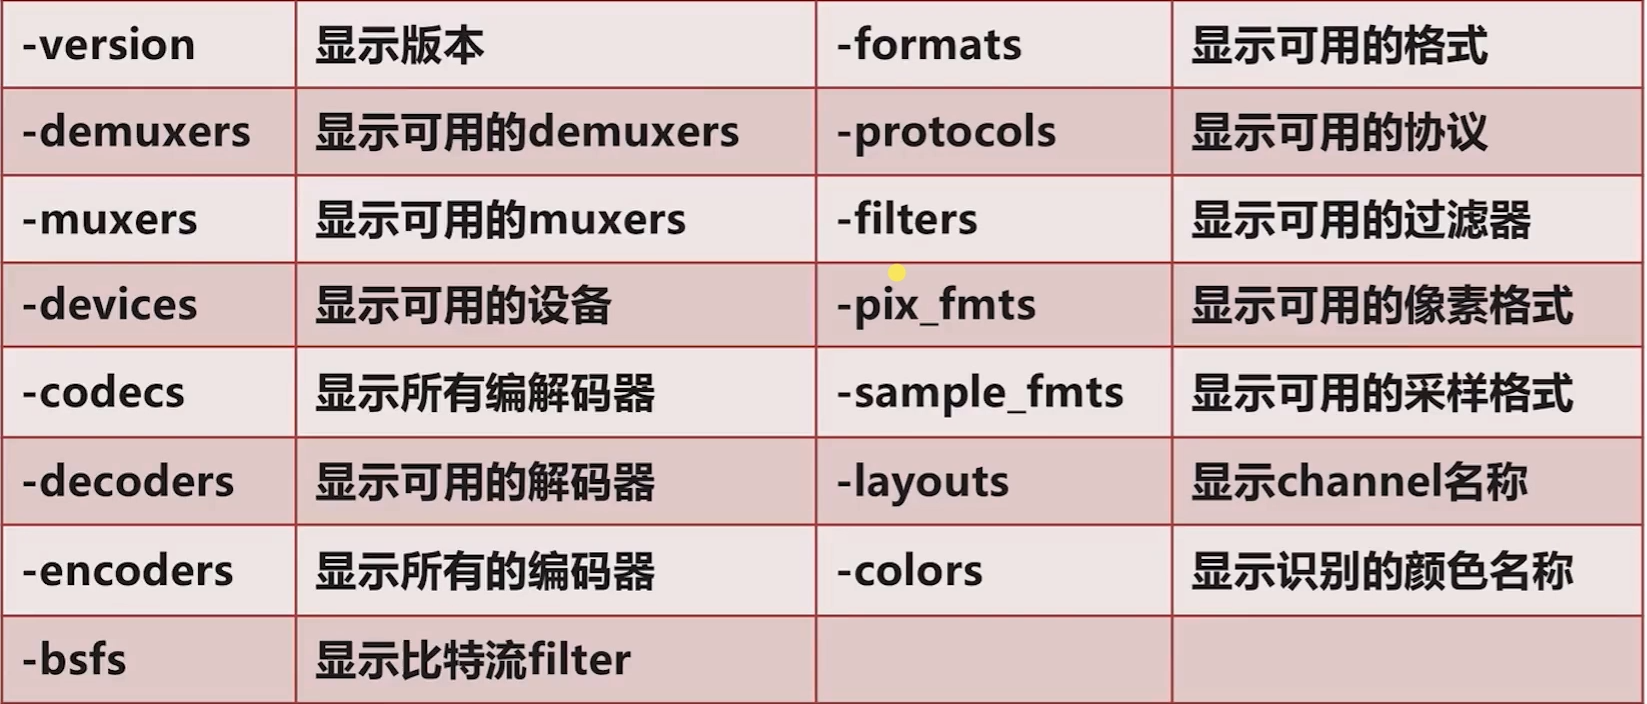 -version 显示版本 -formats 显示可用的格式
-demuxers 显示可用的demuxers -protocols 显示可用的协议
-muxers 显示可用的muxers -filters 显示可用的过滤器
-devices 显示可用的设备 -pix_fmts 显示可用的像素格式
-codecs 显示所有编解码器 -sample_fmts 显示可用的采样格式
-decoders 显示可用的解码器 -layouts 显示channel名称
-encoders 显示所有的编码器 -colors 显示识别的颜色名称
-bsfs 显示比特流filter